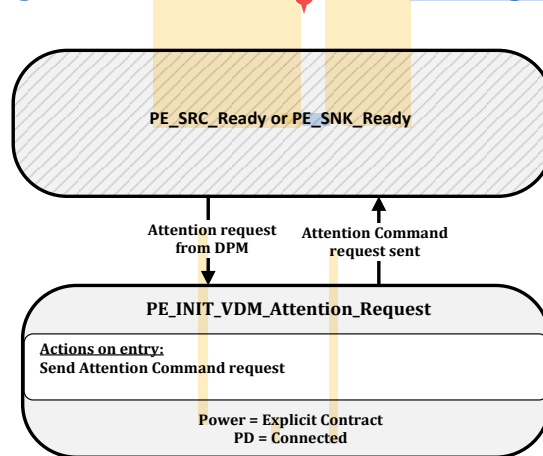 PE_SRC_Ready or PE_SNK_Ready
Attention request
from DPM
Attention Command
request sent
PE_INIT_VDM_Attention_Request
Actions on entry:
Send Attention Command request
Power = Explicit Contract
PD = Connected